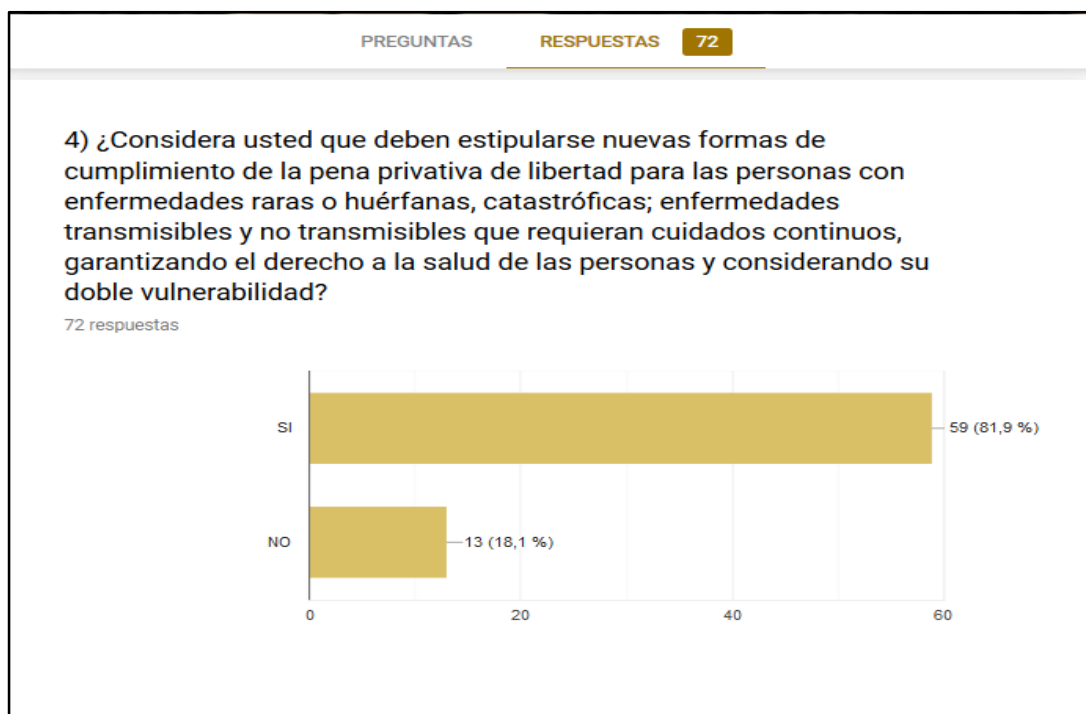 PREGUNTAS RESPUESTAS 72
4) ¿Considera usted que deben estipularse nuevas formas de
cumplimiento de la pena privativa de libertad para las personas con
enfermedades raras o huérfanas, catastróficas; enfermedades
transmisibles y no transmisibles que requieran cuidados continuos,
garantizando el derecho a la salud de las personas y considerando su
doble vulnerabilidad?
72 respuestas
SI 59 (81,9 %)
NO 13 (18,1 %)
0 20 40 60